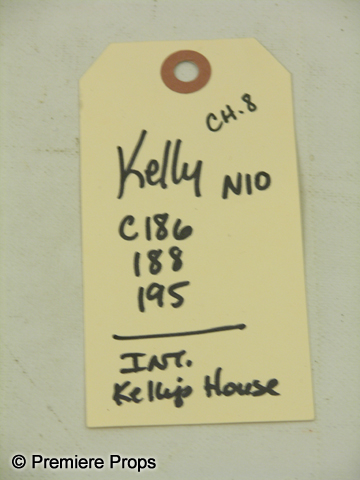 CH.8
Kelly N10
C186
188
195
INT.
Kelly's House
© Premiere Props